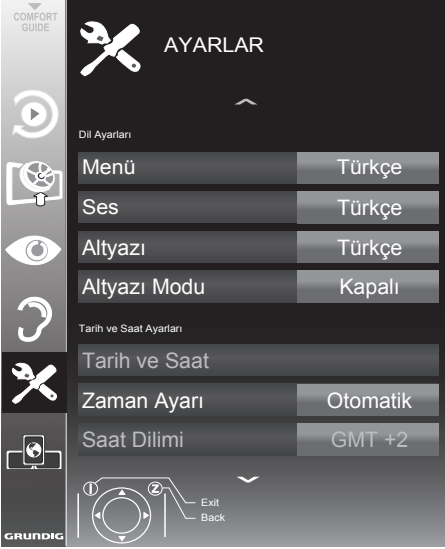 COMFORT
GUIDE
AYARLAR
Dil Ayarları
Menü Türkçe
Ses Türkçe
Altyazı Türkçe
Altyazı Modu Kapalı
Tarih ve Saat Ayarları
Tarih ve Saat
Zaman Ayarı Otomatik
Saat Dilimi GMT +2
Z
Exit
Back
GRUNDIG